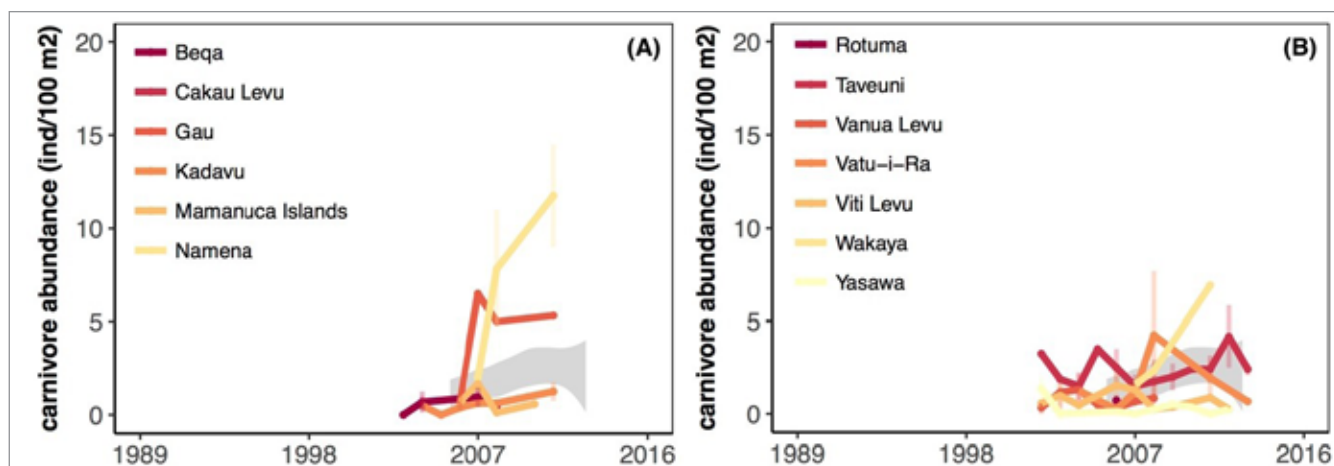 carnivore abundance (ind/100 m2)
20
15
10
5
0
Beqa
Cakau Levu
Gau
Kadavu
Mamanuca Islands
Namena
(A)
1989 1998 2007 2016
carnivore abundance (ind/100 m2)
20
15
10
5
0
Rotuma
Taveuni
Vanua Levu
Vatu-i-Ra
Viti Levu
Wakaya
Yasawa
(B)
1989 1998 2007 2016